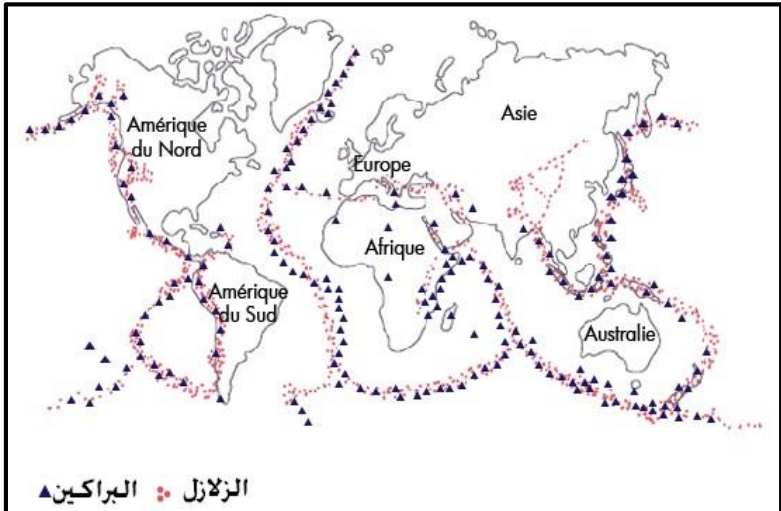 Amérique
du Nord
Europe
Asie
Afrique
Amérique
du Sud
Australie
الزلازل
البراكين